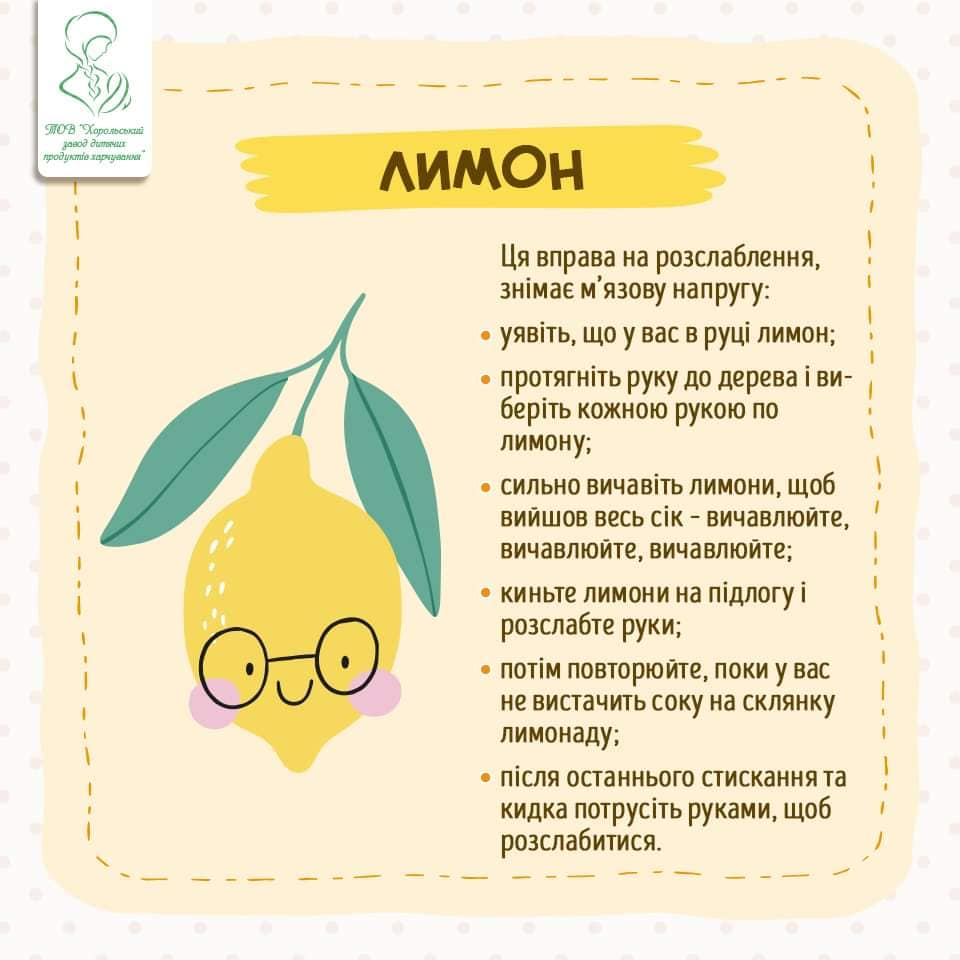 ТОВ "Хорольський
завод дитячих
продуктів харчування"
ЛИМОН
Ця вправа на розслаблення,
знімає м’язову напругу:
• уявіть, що у вас в руці лимон;
• протягніть руку до дерева і ви-
беріть кожною рукою по
лимону;
• сильно вичавіть лимони, щоб
вийшов весь сік - вичавлюйте,
вичавлюйте, вичавлюйте;
• киньте лимони на підлогу і
розслабте руки;
• потім повторюйте, поки у вас
не вистачить соку на склянку
лимонаду;
• після останнього стискання та
кидка потрусіть руками, щоб
розслабитися.